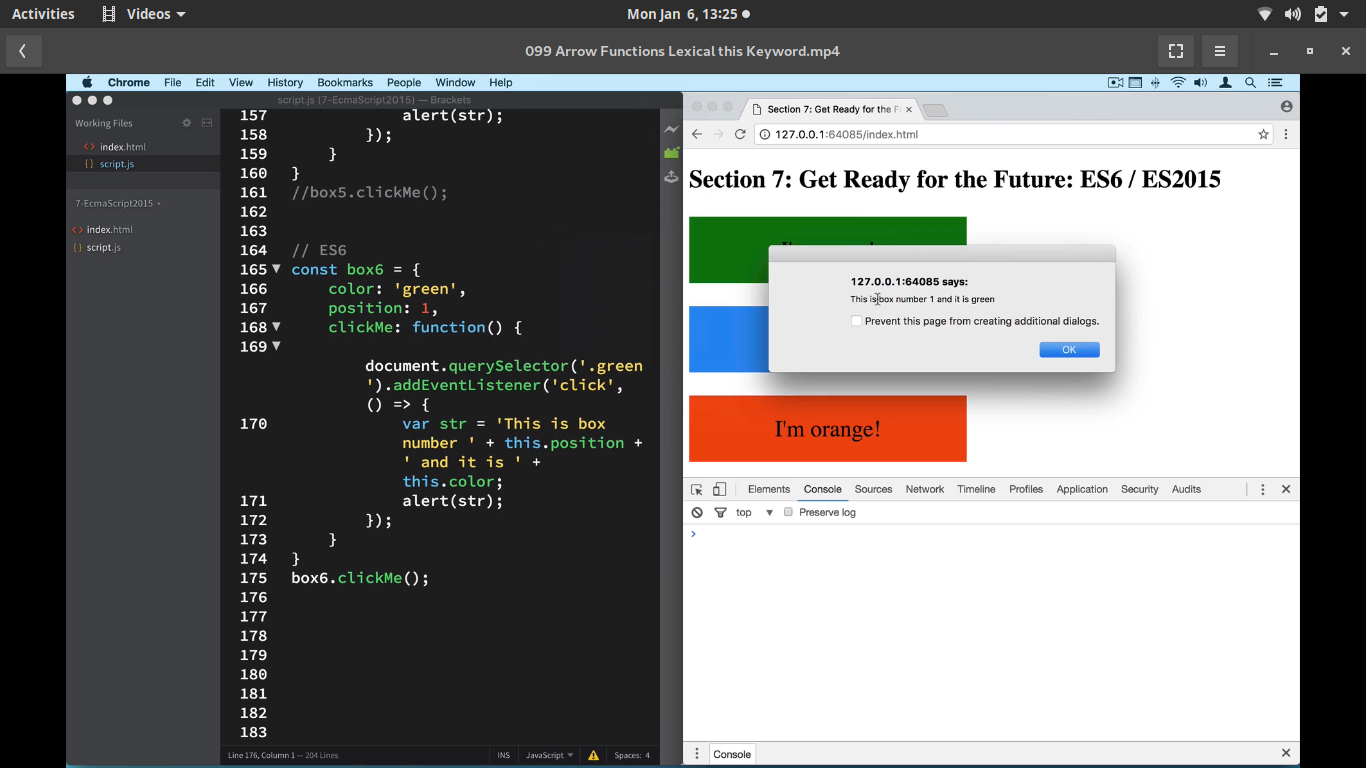 Activities Videos Mon Jan 6, 13:25
099 Arrow Functions Lexical this Keyword.mp4
Chrome File Edit View History Bookmarks People Window Help
script.js (7-EcmaScript2015) — Brackets
Working Files
<> index.html
{} script.js
7-EcmaScript2015
<> index.html
{} script.js
157 alert(str);
158 });
159 }
160 }
161 //box5.clickMe();
162
163
164 // ES6
165 const box6 = {
166 color: 'green',
167 position: 1,
168 clickMe: function() {
169
document.querySelector('.green
').addEventListener('click',
() => {
170 var str = 'This is box
number ' + this.position +
' and it is ' +
this.color;
171 alert(str);
172 });
173 }
174 }
175 box6.clickMe();
176
177
178
179
180
181
182
183
Line 176, Column 1 — 204 Lines INS JavaScript Spaces: 4
Section 7: Get Ready for the F
127.0.0.1:64085/index.html
Section 7: Get Ready for the Future: ES6 / ES2015
127.0.0.1:64085 says:
This is box number 1 and it is green
Prevent this page from creating additional dialogs.
OK
I'm orange!
Elements Console Sources Network Timeline Profiles Application Security Audits
top Preserve log
>
Console